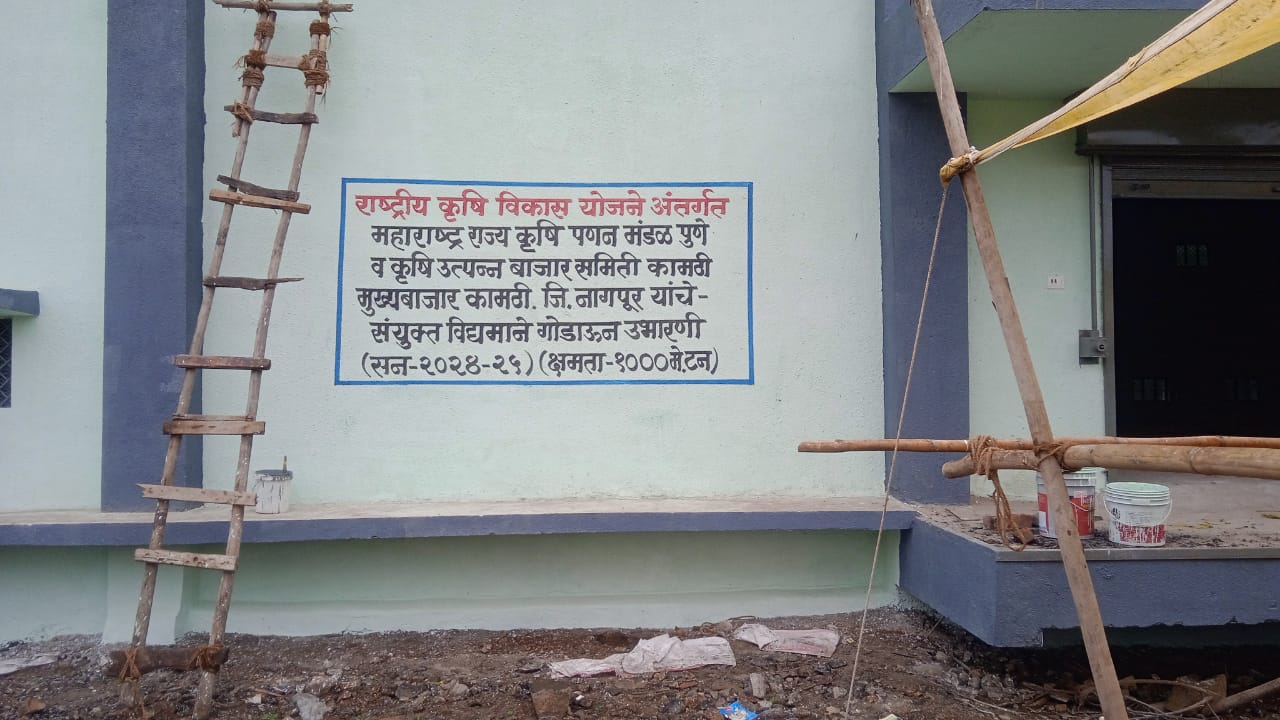 राष्ट्रीय कृषि विकास योजने अंतर्गत
महाराष्ट्र राज्य कृषि पणन मंडळ पुणे
व कृषि उत्पन्न बाजार समिती कामठी
मुख्यबाजार कामठी. जि. नागपूर यांचे-
संयुक्त विद्यमाने गोडाऊन उभारणी
(सन-२०२४-२५) (क्षमता-१००० मे.टन)